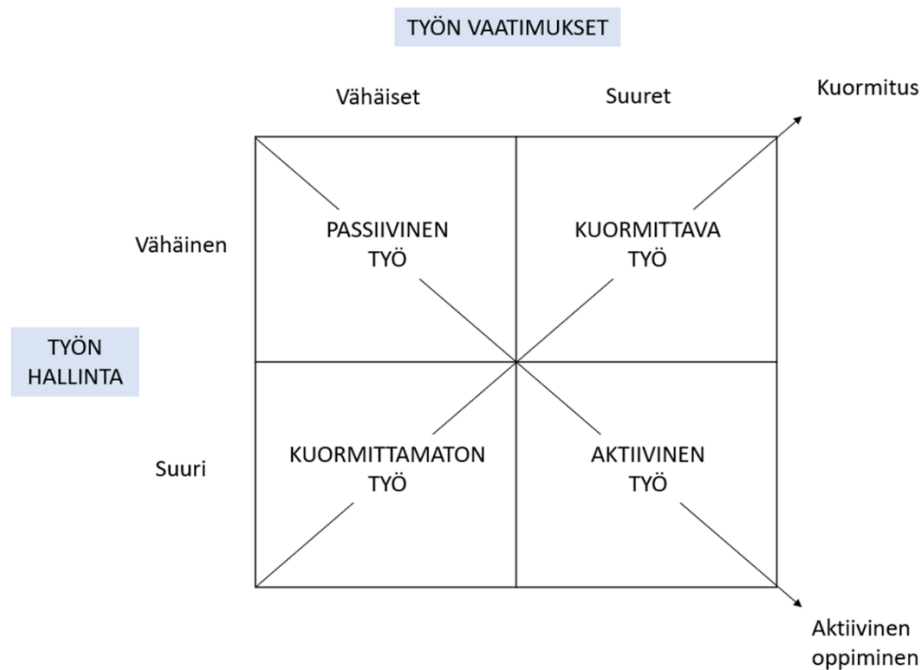 TYÖN VAATIMUKSET
Vähäiset
Suuret
Kuormitus
Vähäinen
PASSIIVINEN
TYÖ
KUORMITTAVA
TYÖ
TYÖN
HALLINTA
Suuri
KUORMITTAMATON
TYÖ
AKTIIVINEN
TYÖ
Aktiivinen
oppiminen